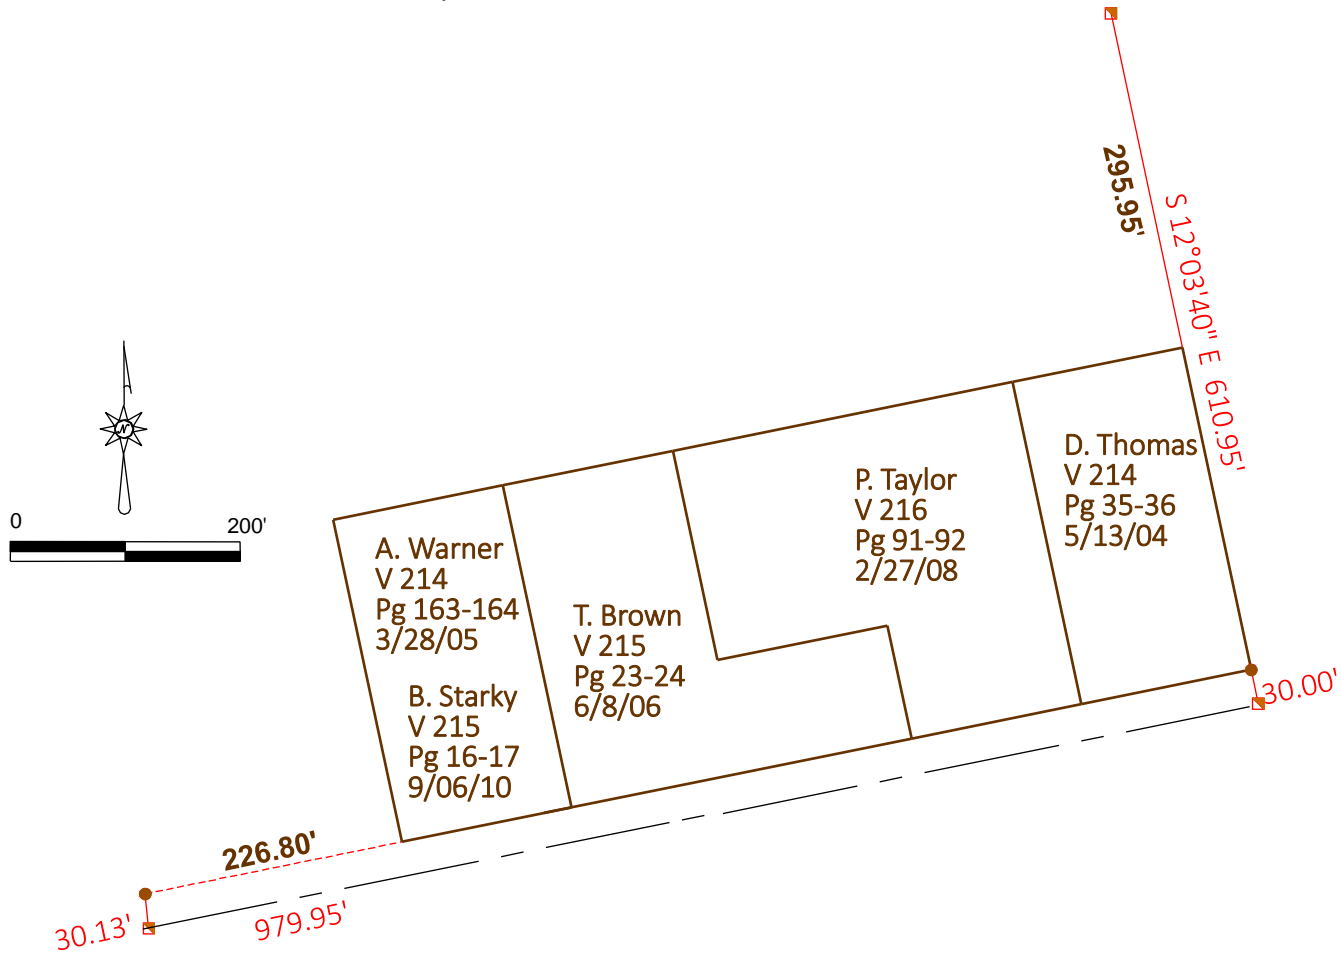 295.95'
S 12°03'40" E 610.95'
N
0 200'
A. Warner
V 214
Pg 163-164
3/28/05
B. Starky
V 215
Pg 16-17
9/06/10
T. Brown
V 215
Pg 23-24
6/8/06
P. Taylor
V 216
Pg 91-92
2/27/08
D. Thomas
V 214
Pg 35-36
5/13/04
30.00'
226.80'
30.13'
979.95'